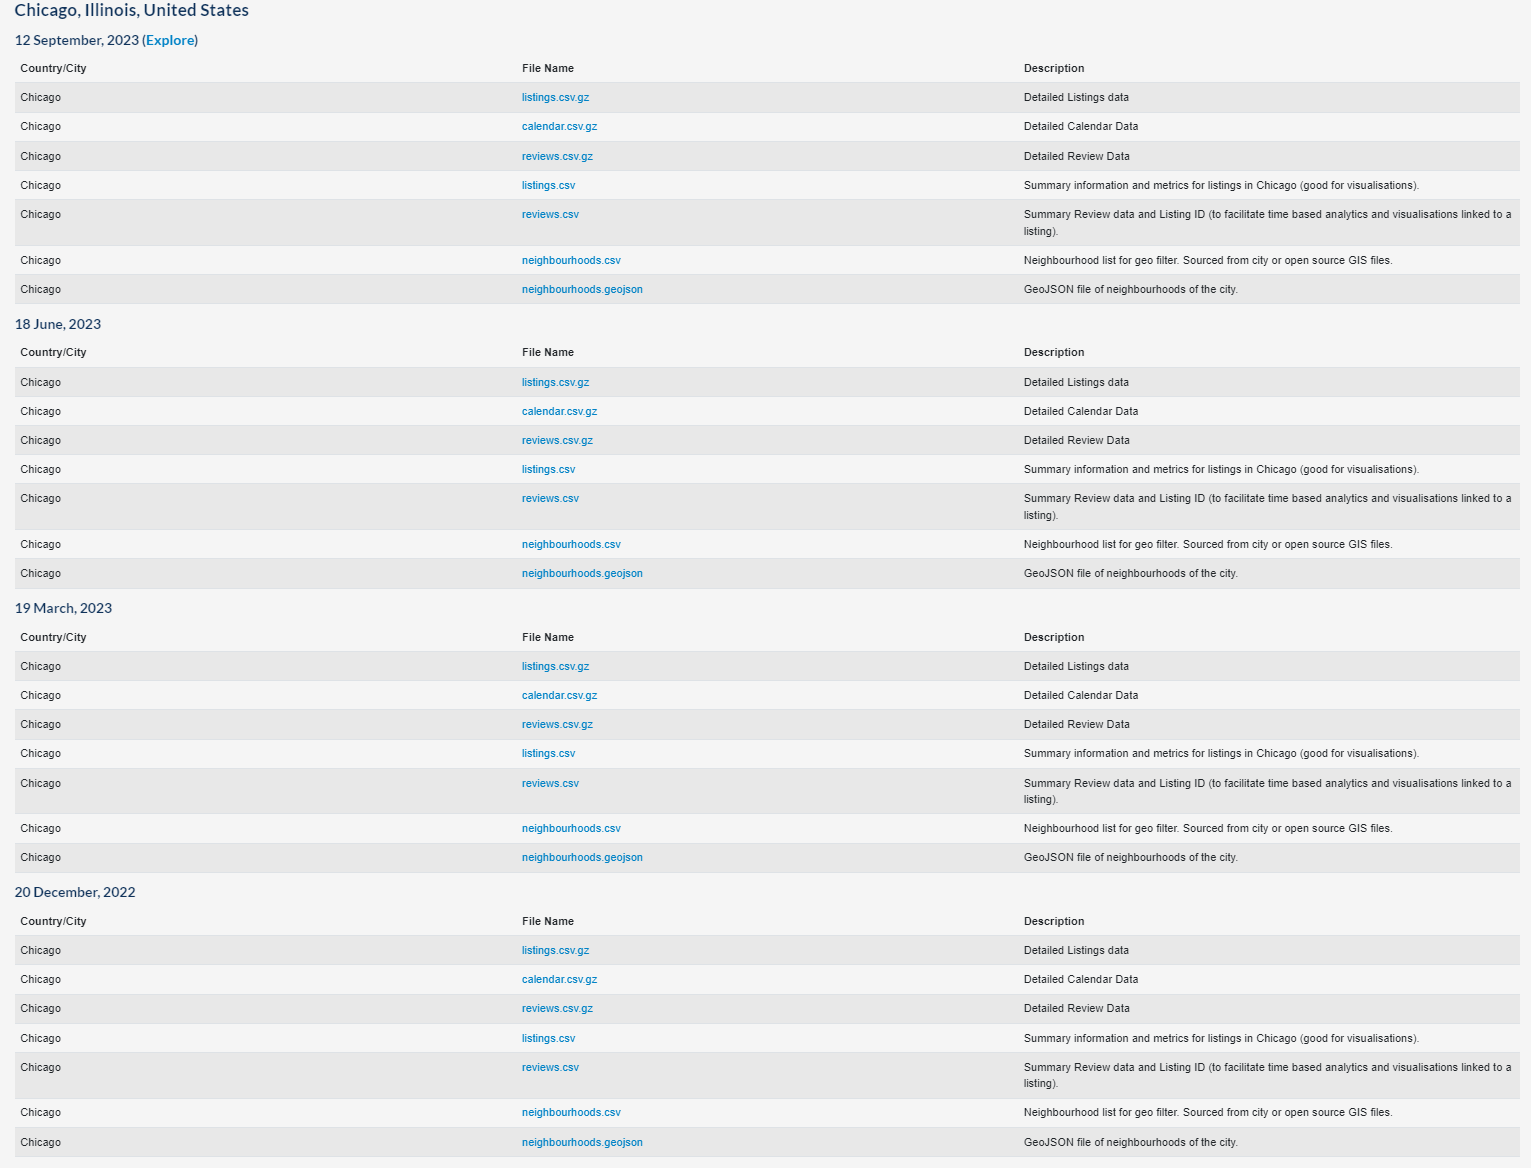 Chicago, Illinois, United States
12 September, 2023 (Explore)
Country/City File Name Description
Chicago listings.csv.gz Detailed Listings data
Chicago calendar.csv.gz Detailed Calendar Data
Chicago reviews.csv.gz Detailed Review Data
Chicago listings.csv Summary information and metrics for listings in Chicago (good for visualisations).
Chicago reviews.csv Summary Review data and Listing ID (to facilitate time based analytics and visualisations linked to a
listing).
Chicago neighbourhoods.csv Neighbourhood list for geo filter. Sourced from city or open source GIS files.
Chicago neighbourhoods.geojson GeoJSON file of neighbourhoods of the city.
18 June, 2023
Country/City File Name Description
Chicago listings.csv.gz Detailed Listings data
Chicago calendar.csv.gz Detailed Calendar Data
Chicago reviews.csv.gz Detailed Review Data
Chicago listings.csv Summary information and metrics for listings in Chicago (good for visualisations).
Chicago reviews.csv Summary Review data and Listing ID (to facilitate time based analytics and visualisations linked to a
listing).
Chicago neighbourhoods.csv Neighbourhood list for geo filter. Sourced from city or open source GIS files.
Chicago neighbourhoods.geojson GeoJSON file of neighbourhoods of the city.
19 March, 2023
Country/City File Name Description
Chicago listings.csv.gz Detailed Listings data
Chicago calendar.csv.gz Detailed Calendar Data
Chicago reviews.csv.gz Detailed Review Data
Chicago listings.csv Summary information and metrics for listings in Chicago (good for visualisations).
Chicago reviews.csv Summary Review data and Listing ID (to facilitate time based analytics and visualisations linked to a
listing).
Chicago neighbourhoods.csv Neighbourhood list for geo filter. Sourced from city or open source GIS files.
Chicago neighbourhoods.geojson GeoJSON file of neighbourhoods of the city.
20 December, 2022
Country/City File Name Description
Chicago listings.csv.gz Detailed Listings data
Chicago calendar.csv.gz Detailed Calendar Data
Chicago reviews.csv.gz Detailed Review Data
Chicago listings.csv Summary information and metrics for listings in Chicago (good for visualisations).
Chicago reviews.csv Summary Review data and Listing ID (to facilitate time based analytics and visualisations linked to a
listing).
Chicago neighbourhoods.csv Neighbourhood list for geo filter. Sourced from city or open source GIS files.
Chicago neighbourhoods.geojson GeoJSON file of neighbourhoods of the city.